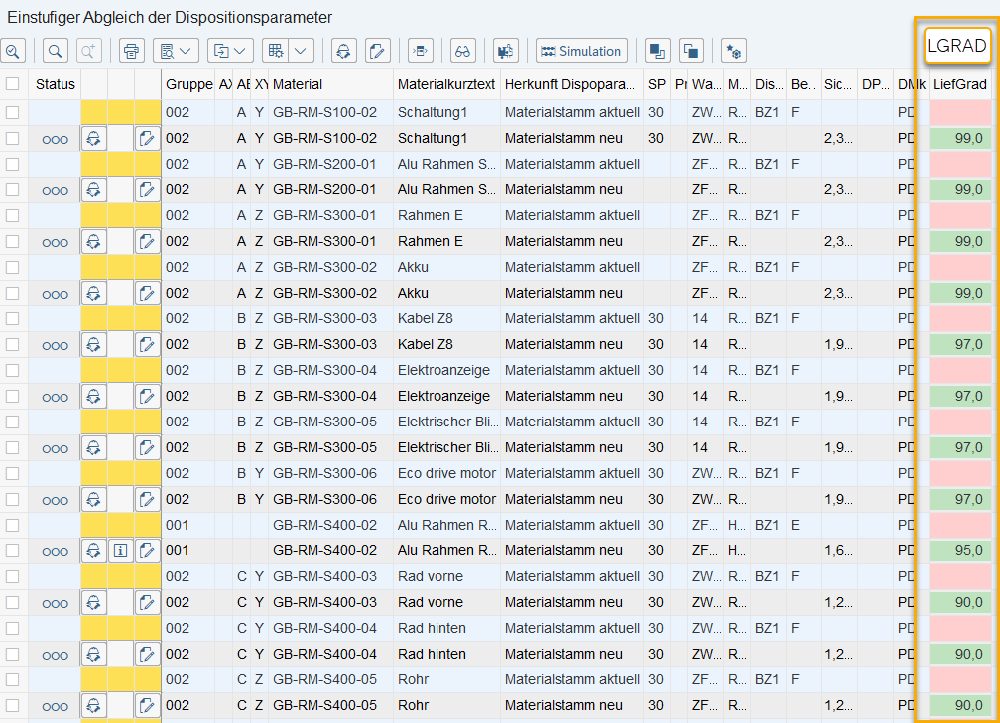 Einstufiger Abgleich der Dispositionsparameter
Simulation
LGRAD
Status Gruppe AX AB XY Material Materialkurztext Herkunft Dispopara... SP Pr Wa... M... Dis... Be... Sic... DP... DMk LiefGrad
002 A Y GB-RM-S100-02 Schaltung1 Materialstamm aktuell 30 ZW... R... BZ1 F PD
002 A Y GB-RM-S100-02 Schaltung1 Materialstamm neu 30 ZW... R... 2,3... PD 99,0
002 A Y GB-RM-S200-01 Alu Rahmen S... Materialstamm aktuell ZF... R... BZ1 F PD
002 A Y GB-RM-S200-01 Alu Rahmen S... Materialstamm neu ZF... R... 2,3... PD 99,0
002 A Z GB-RM-S300-01 Rahmen E Materialstamm aktuell ZF... R... BZ1 F PD
002 A Z GB-RM-S300-01 Rahmen E Materialstamm neu ZF... R... 2,3... PD 99,0
002 A Z GB-RM-S300-02 Akku Materialstamm aktuell ZF... R... BZ1 F PD
002 A Z GB-RM-S300-02 Akku Materialstamm neu ZF... R... 2,3... PD 99,0
002 B Z GB-RM-S300-03 Kabel Z8 Materialstamm aktuell 30 14 R... BZ1 F PD
002 B Z GB-RM-S300-03 Kabel Z8 Materialstamm neu 30 14 R... 1,9... PD 97,0
002 B Z GB-RM-S300-04 Elektroanzeige Materialstamm aktuell 30 14 R... BZ1 F PD
002 B Z GB-RM-S300-04 Elektroanzeige Materialstamm neu 30 14 R... 1,9... PD 97,0
002 B Z GB-RM-S300-05 Elektrischer Bli... Materialstamm aktuell 30 14 R... BZ1 F PD
002 B Z GB-RM-S300-05 Elektrischer Bli... Materialstamm neu 30 14 R... 1,9... PD 97,0
002 B Y GB-RM-S300-06 Eco drive motor Materialstamm aktuell 30 ZW... R... BZ1 F PD
002 B Y GB-RM-S300-06 Eco drive motor Materialstamm neu 30 ZW... R... 1,9... PD 97,0
001 GB-RM-S400-02 Alu Rahmen R... Materialstamm aktuell ZF... H... BZ1 E PD
001 GB-RM-S400-02 Alu Rahmen R... Materialstamm neu ZF... H... 1,6... PD 95,0
002 C Y GB-RM-S400-03 Rad vorne Materialstamm aktuell 30 ZW... R... BZ1 F PD
002 C Y GB-RM-S400-03 Rad vorne Materialstamm neu 30 ZW... R... 1,2... PD 90,0
002 C Y GB-RM-S400-04 Rad hinten Materialstamm aktuell 30 ZW... R... BZ1 F PD
002 C Y GB-RM-S400-04 Rad hinten Materialstamm neu 30 ZW... R... 1,2... PD 90,0
002 C Z GB-RM-S400-05 Rohr Materialstamm aktuell 30 ZF... R... BZ1 F PD
002 C Z GB-RM-S400-05 Rohr Materialstamm neu 30 ZF... R... 1,2... PD 90,0